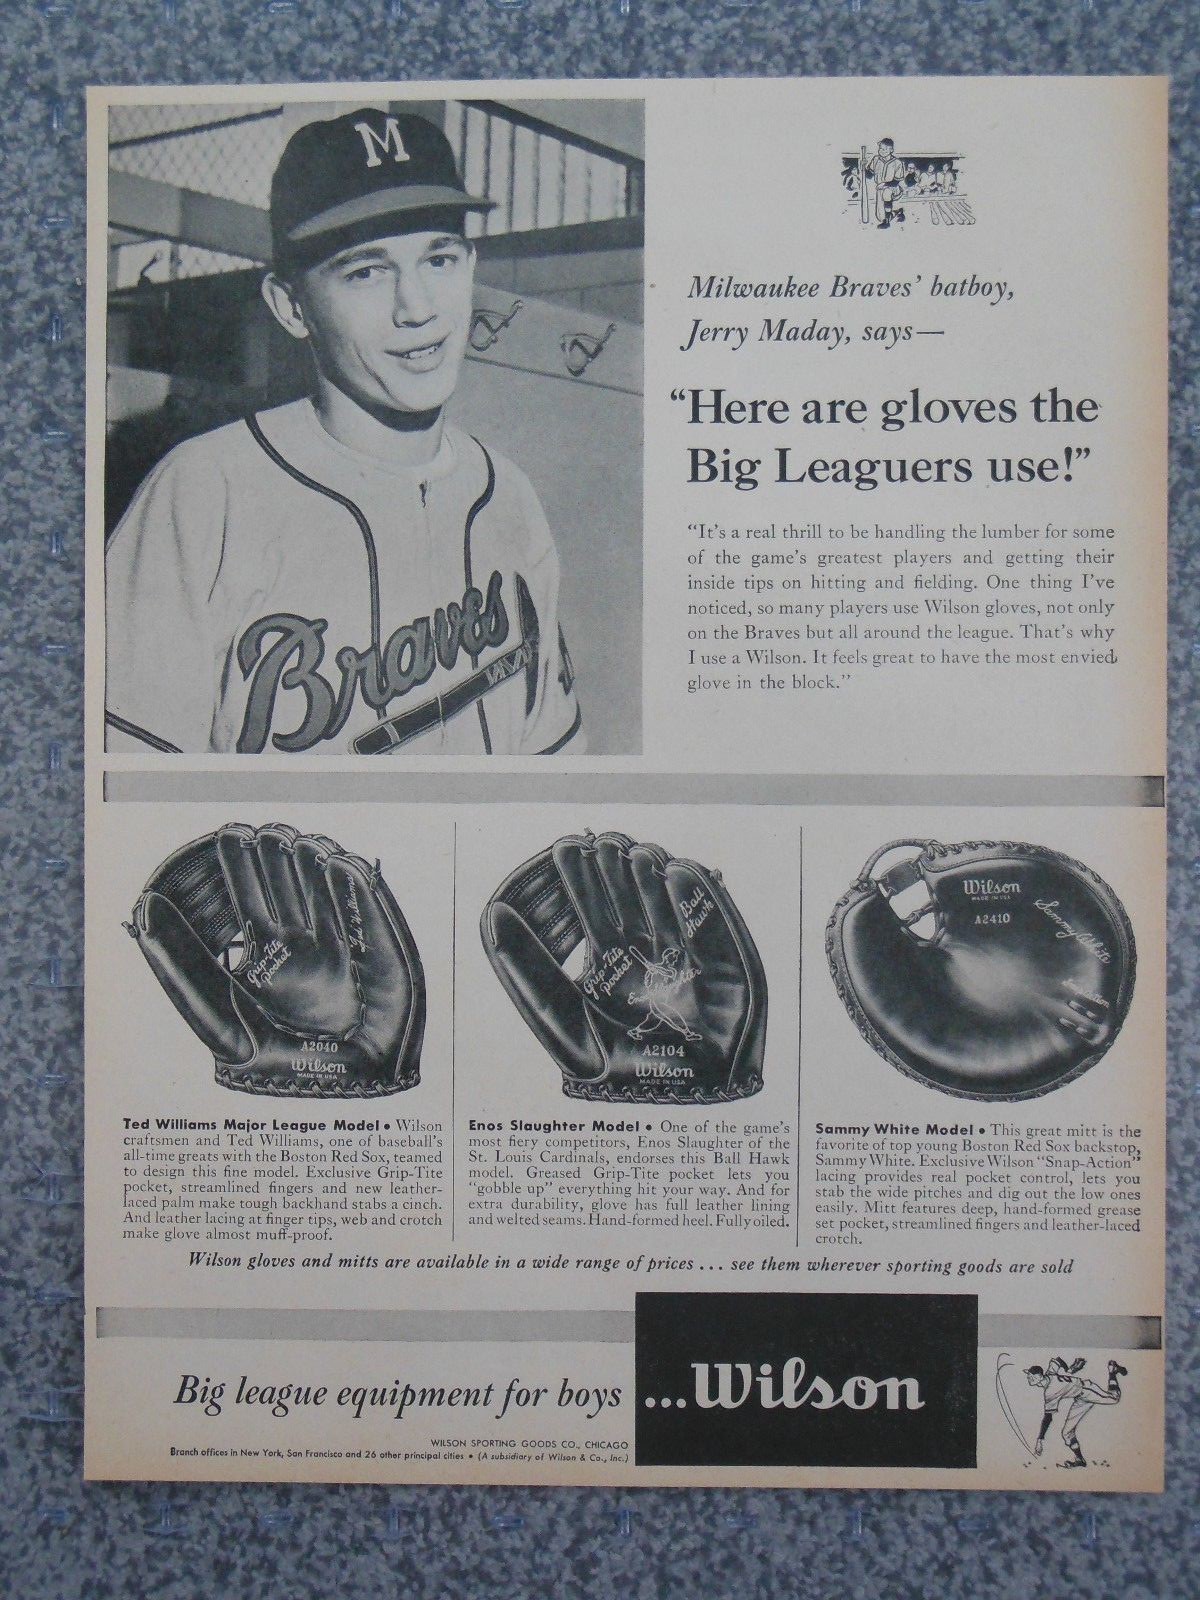 M
Braves
Milwaukee Braves' batboy,
Jerry Maday, says—
"Here are gloves the
Big Leaguers use!"
"It's a real thrill to be handling the lumber for some
of the game's greatest players and getting their
inside tips on hitting and fielding. One thing I've
noticed, so many players use Wilson gloves, not only
on the Braves but all around the league. That's why
I use a Wilson. It feels great to have the most envied
glove in the block."
Grip-Tite
Pocket
Ted Williams
A2040
Wilson
MADE IN USA
Ted Williams Major League Model • Wilson
craftsmen and Ted Williams, one of baseball's
all-time greats with the Boston Red Sox, teamed
to design this fine model. Exclusive Grip-Tite
pocket, streamlined fingers and new leather-
laced palm make tough backhand stabs a cinch.
And leather lacing at finger tips, web and crotch
make glove almost muff-proof.
Grip-Tite
Pocket
Ball
Hawk
Enos Slaughter
A2104
Wilson
MADE IN USA
Enos Slaughter Model • One of the game's
most fiery competitors, Enos Slaughter of the
St. Louis Cardinals, endorses this Ball Hawk
model. Greased Grip-Tite pocket lets you
"gobble up" everything hit your way. And for
extra durability, glove has full leather lining
and welted seams. Hand-formed heel. Fully oiled.
Wilson
MADE IN USA
A2410
Sammy White
Snap Action
Sammy White Model • This great mitt is the
favorite of top young Boston Red Sox backstop,
Sammy White. Exclusive Wilson "Snap-Action"
lacing provides real pocket control, lets you
stab the wide pitches and dig out the low ones
easily. Mitt features deep, hand-formed grease
set pocket, streamlined fingers and leather-laced
crotch.
Wilson gloves and mitts are available in a wide range of prices ... see them wherever sporting goods are sold
Big league equipment for boys ...Wilson
WILSON SPORTING GOODS CO., CHICAGO
Branch offices in New York, San Francisco and 26 other principal cities • (A subsidiary of Wilson & Co., Inc.)